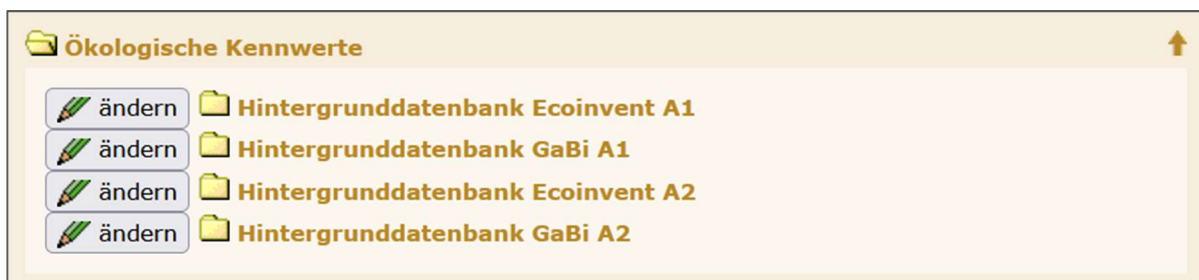 Ökologische Kennwerte
ändern Hintergrunddatenbank Ecoinvent A1
ändern Hintergrunddatenbank GaBi A1
ändern Hintergrunddatenbank Ecoinvent A2
ändern Hintergrunddatenbank GaBi A2